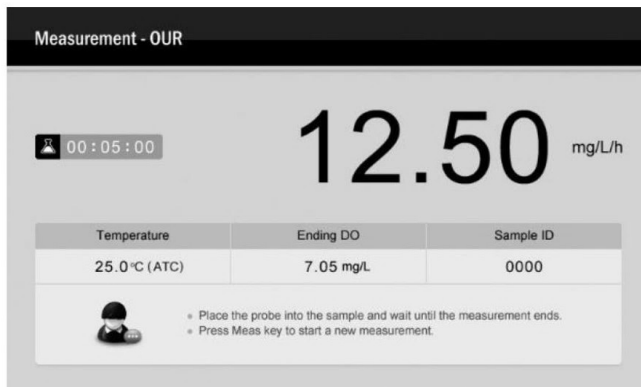 Measurement - OUR
00:05:00
12.50 mg/L/h
Temperature Ending DO Sample ID
25.0°C (ATC) 7.05 mg/L 0000
Place the probe into the sample and wait until the measurement ends.
Press Meas key to start a new measurement.